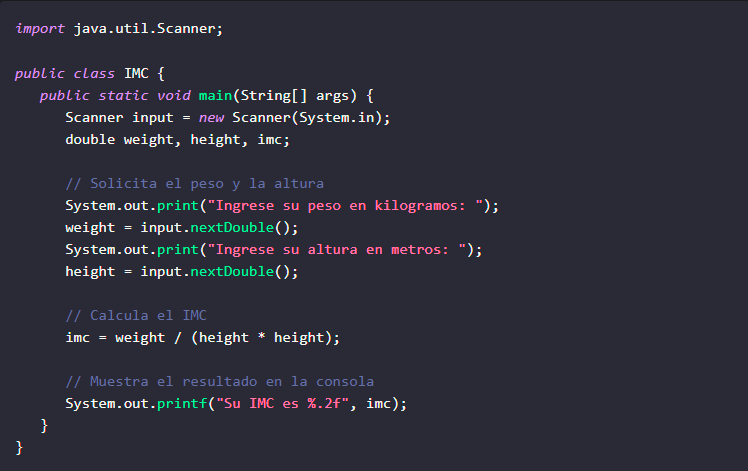 import java.util.Scanner;
public class IMC {
public static void main(String[] args) {
Scanner input = new Scanner(System.in);
double weight, height, imc;
// Solicita el peso y la altura
System.out.print("Ingrese su peso en kilogramos: ");
weight = input.nextDouble();
System.out.print("Ingrese su altura en metros: ");
height = input.nextDouble();
// Calcula el IMC
imc = weight / (height * height);
// Muestra el resultado en la consola
System.out.printf("Su IMC es %.2f", imc);
}
}